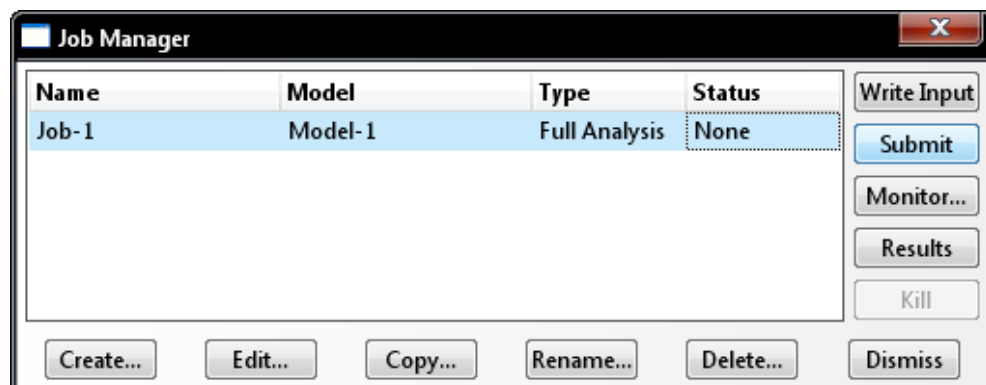 Job Manager
Name Model Type Status Write Input
Job-1 Model-1 Full Analysis None
Submit
Monitor...
Results
Kill
Create... Edit... Copy... Rename... Delete... Dismiss